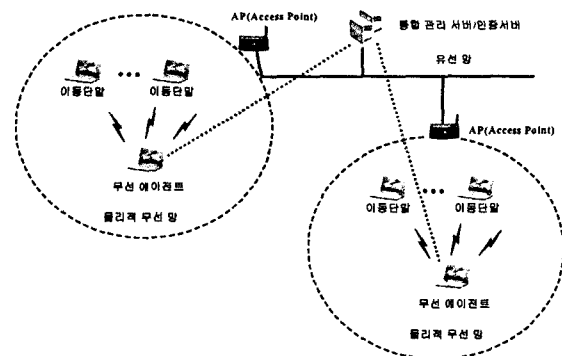 AP(Access Point)
통합 관리 서버/인증서버
유선 망
이동단말
이동단말
AP(Access Point)
무선 에이젼트
물리적 무선 망
이동단말
이동단말
무선 에이젼트
물리적 무선 망